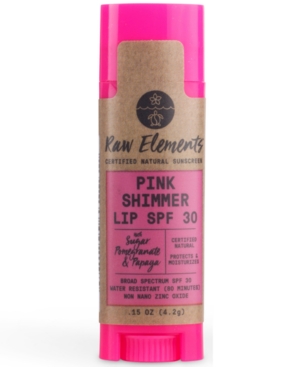 Raw Elements
CERTIFIED NATURAL SUNSCREEN
PINK
SHIMMER
LIP SPF 30
w/
Sugar
Pomegranate
& Papaya
CERTIFIED
NATURAL
PROTECTS &
MOISTURIZES
BROAD SPECTRUM SPF 30
WATER RESISTANT (80 MINUTES)
NON NANO ZINC OXIDE
.15 OZ (4.2g)